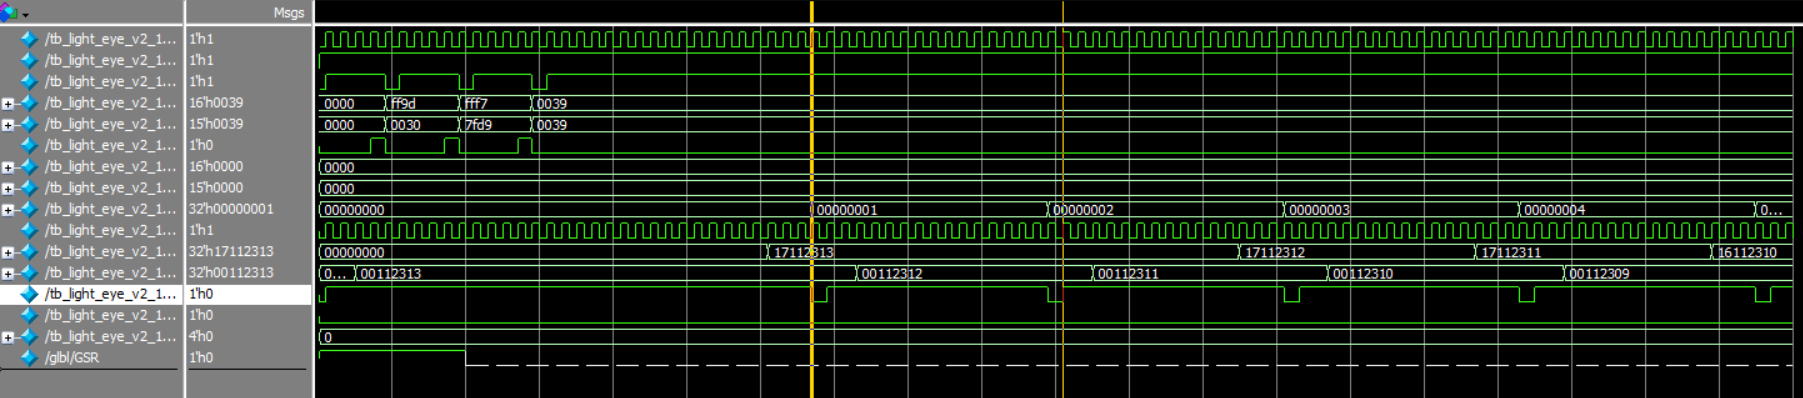 Msgs
/tb_light_eye_v2_1... 1'h1
/tb_light_eye_v2_1... 1'h1
/tb_light_eye_v2_1... 1'h1
/tb_light_eye_v2_1... 16'h0039 0000 ff9d fff7 0039
/tb_light_eye_v2_1... 15'h0039 0000 0030 7fd9 0039
/tb_light_eye_v2_1... 1'h0
/tb_light_eye_v2_1... 16'h0000 0000
/tb_light_eye_v2_1... 15'h0000 0000
/tb_light_eye_v2_1... 32'h00000001 00000000 00000001 00000002 00000003 00000004 0...
/tb_light_eye_v2_1... 1'h1
/tb_light_eye_v2_1... 32'h17112313 00000000 17112313 17112312 17112311 16112310
/tb_light_eye_v2_1... 32'h00112313 0... 00112313 00112312 00112311 00112310 00112309
/tb_light_eye_v2_1... 1'h0
/tb_light_eye_v2_1... 1'h0
/tb_light_eye_v2_1... 4'h0 0
/glbl/GSR 1'h0